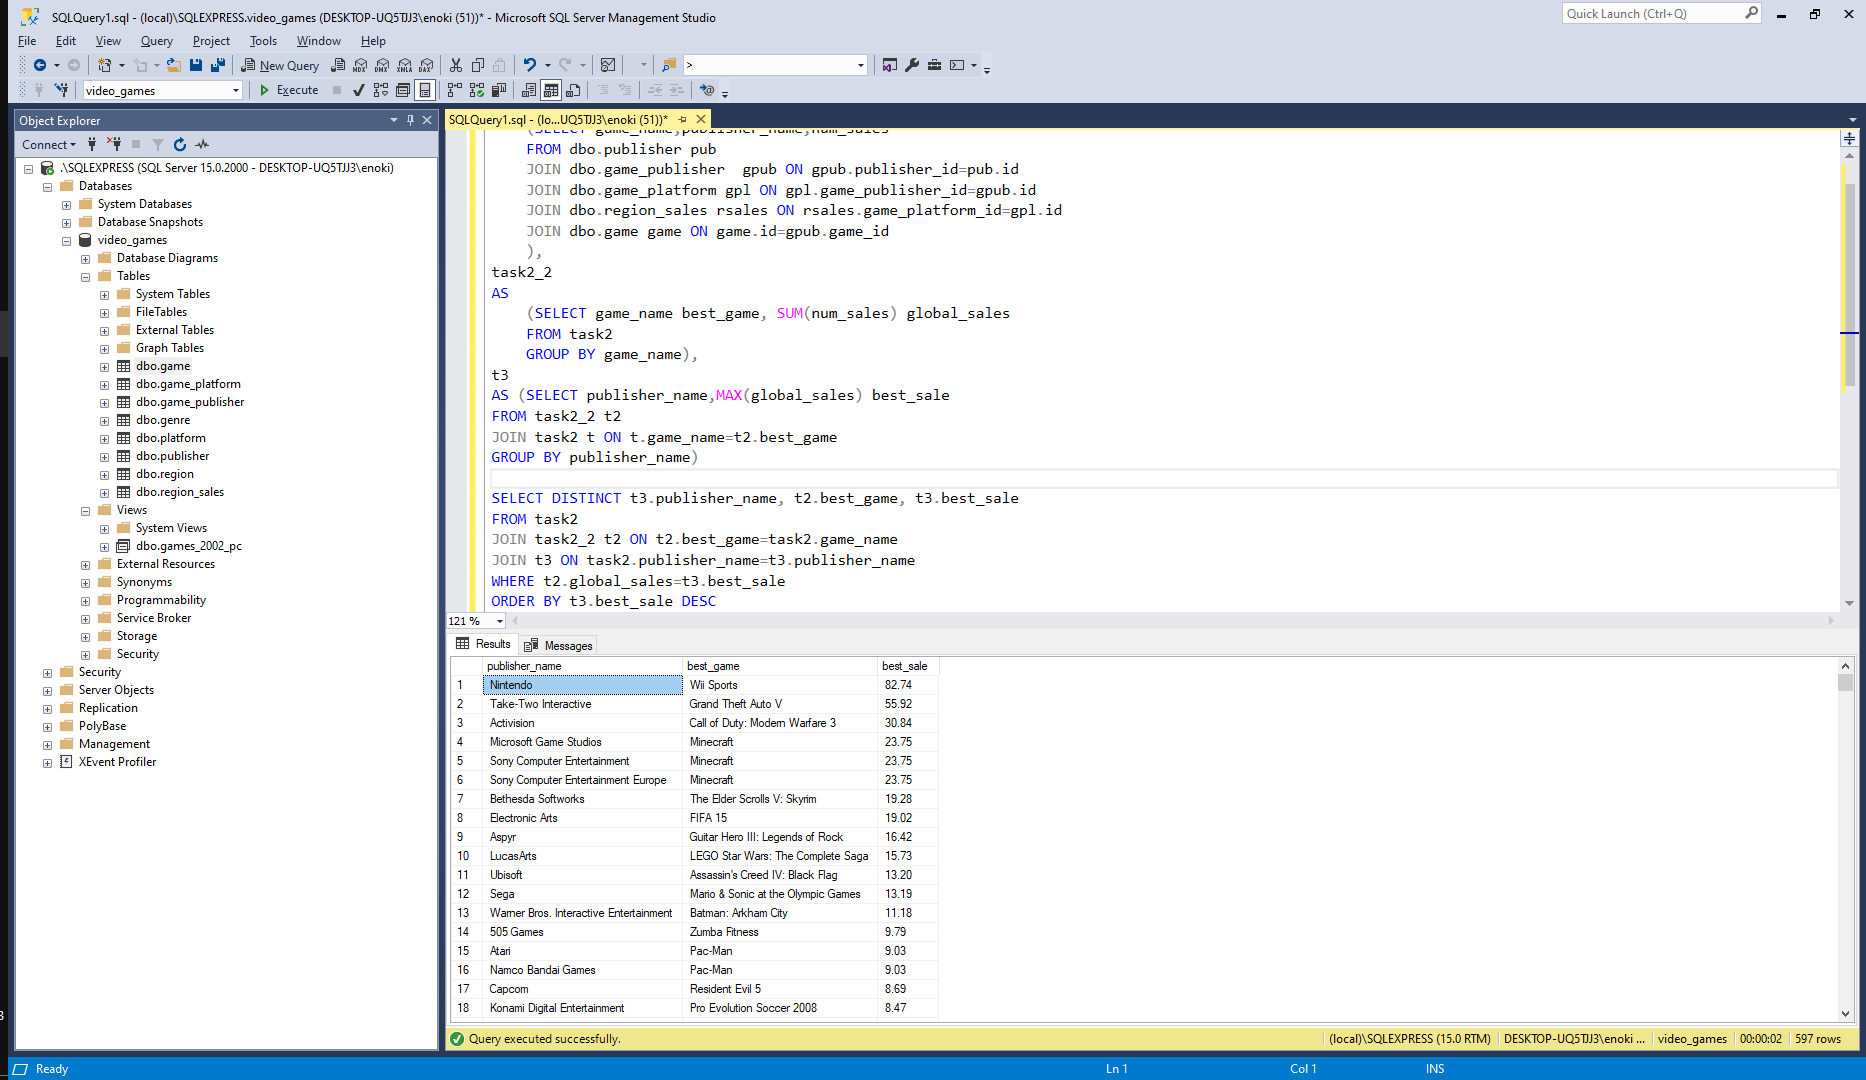 SQLQuery1.sql - (local)\SQLEXPRESS.video_games (DESKTOP-UQ5TJJ3\enoki (51))* - Microsoft SQL Server Management Studio
Quick Launch (Ctrl+Q)
File Edit View Query Project Tools Window Help
New Query MDX DMX XMLA DAX >
video_games Execute
Object Explorer
Connect
.\SQLEXPRESS (SQL Server 15.0.2000 - DESKTOP-UQ5TJJ3\enoki)
Databases
System Databases
Database Snapshots
video_games
Database Diagrams
Tables
System Tables
FileTables
External Tables
Graph Tables
dbo.game
dbo.game_platform
dbo.game_publisher
dbo.genre
dbo.platform
dbo.publisher
dbo.region
dbo.region_sales
Views
System Views
dbo.games_2002_pc
External Resources
Synonyms
Programmability
Service Broker
Storage
Security
Security
Server Objects
Replication
PolyBase
Management
XEvent Profiler
SQLQuery1.sql - (lo...UQ5TJJ3\enoki (51))*
(SELECT game_name,publisher_name,num_sales
FROM dbo.publisher pub
JOIN dbo.game_publisher  gpub ON gpub.publisher_id=pub.id
JOIN dbo.game_platform gpl ON gpl.game_publisher_id=gpub.id
JOIN dbo.region_sales rsales ON rsales.game_platform_id=gpl.id
JOIN dbo.game game ON game.id=gpub.game_id
),
task2_2
AS
(SELECT game_name best_game, SUM(num_sales) global_sales
FROM task2
GROUP BY game_name),
t3
AS (SELECT publisher_name,MAX(global_sales) best_sale
FROM task2_2 t2
JOIN task2 t ON t.game_name=t2.best_game
GROUP BY publisher_name)
SELECT DISTINCT t3.publisher_name, t2.best_game, t3.best_sale
FROM task2
JOIN task2_2 t2 ON t2.best_game=task2.game_name
JOIN t3 ON task2.publisher_name=t3.publisher_name
WHERE t2.global_sales=t3.best_sale
ORDER BY t3.best_sale DESC
121 %
Results Messages
publisher_name best_game best_sale
1 Nintendo Wii Sports 82.74
2 Take-Two Interactive Grand Theft Auto V 55.92
3 Activision Call of Duty: Modern Warfare 3 30.84
4 Microsoft Game Studios Minecraft 23.75
5 Sony Computer Entertainment Minecraft 23.75
6 Sony Computer Entertainment Europe Minecraft 23.75
7 Bethesda Softworks The Elder Scrolls V: Skyrim 19.28
8 Electronic Arts FIFA 15 19.02
9 Aspyr Guitar Hero III: Legends of Rock 16.42
10 LucasArts LEGO Star Wars: The Complete Saga 15.73
11 Ubisoft Assassin's Creed IV: Black Flag 13.20
12 Sega Mario & Sonic at the Olympic Games 13.19
13 Warner Bros. Interactive Entertainment Batman: Arkham City 11.18
14 505 Games Zumba Fitness 9.79
15 Atari Pac-Man 9.03
16 Namco Bandai Games Pac-Man 9.03
17 Capcom Resident Evil 5 8.69
18 Konami Digital Entertainment Pro Evolution Soccer 2008 8.47
Query executed successfully. (local)\SQLEXPRESS (15.0 RTM) DESKTOP-UQ5TJJ3\enoki ... video_games 00:00:02 597 rows
Ready Ln 1 Col 1 INS